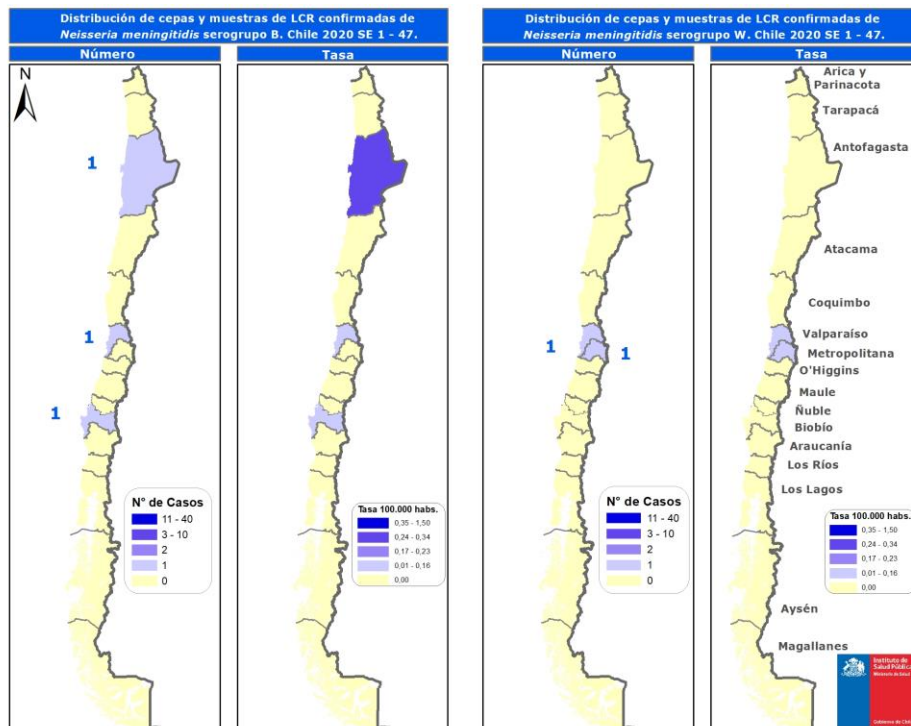 Distribución de cepas y muestras de LCR confirmadas de
Neisseria meningitidis serogrupo B. Chile 2020 SE 1 - 47.
Número
Tasa
N
1
1
1
N° de Casos
11 - 40
3 - 10
2
1
0
Tasa 100.000 habs.
0,35 - 1,50
0,24 - 0,34
0,17 - 0,23
0,01 - 0,16
0,00
Distribución de cepas y muestras de LCR confirmadas de
Neisseria meningitidis serogrupo W. Chile 2020 SE 1 - 47.
Número
Tasa
1
1
N° de Casos
11 - 40
3 - 10
2
1
0
Arica y
Parinacota
Tarapacá
Antofagasta
Atacama
Coquimbo
Valparaíso
Metropolitana
O'Higgins
Maule
Ñuble
Biobío
Araucanía
Los Ríos
Los Lagos
Tasa 100.000 habs.
0,35 - 1,50
0,24 - 0,34
0,17 - 0,23
0,01 - 0,16
0,00
Aysén
Magallanes
Instituto de
Salud Pública
Ministerio de Salud
Gobierno de Chile